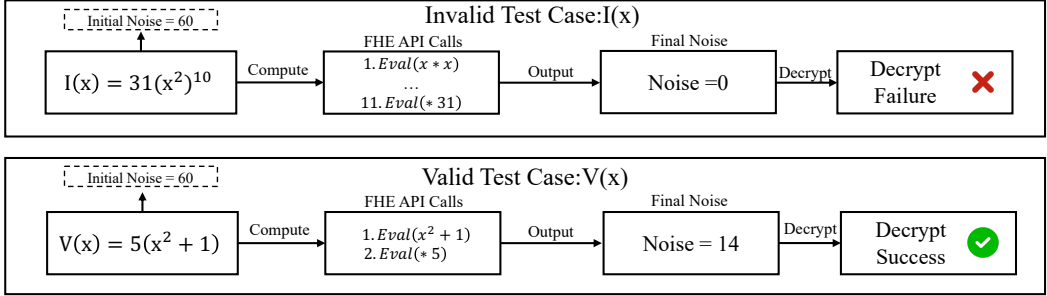 Invalid Test Case:I(x)
Initial Noise = 60
I(x) = 31(x²)¹⁰
Compute
FHE API Calls
1. Eval(x * x)
...
11. Eval(* 31)
Output
Final Noise
Noise =0
Decrypt
Decrypt
Failure
Valid Test Case:V(x)
Initial Noise = 60
V(x) = 5(x² + 1)
Compute
FHE API Calls
1. Eval(x² + 1)
2. Eval(* 5)
Output
Final Noise
Noise = 14
Decrypt
Decrypt
Success